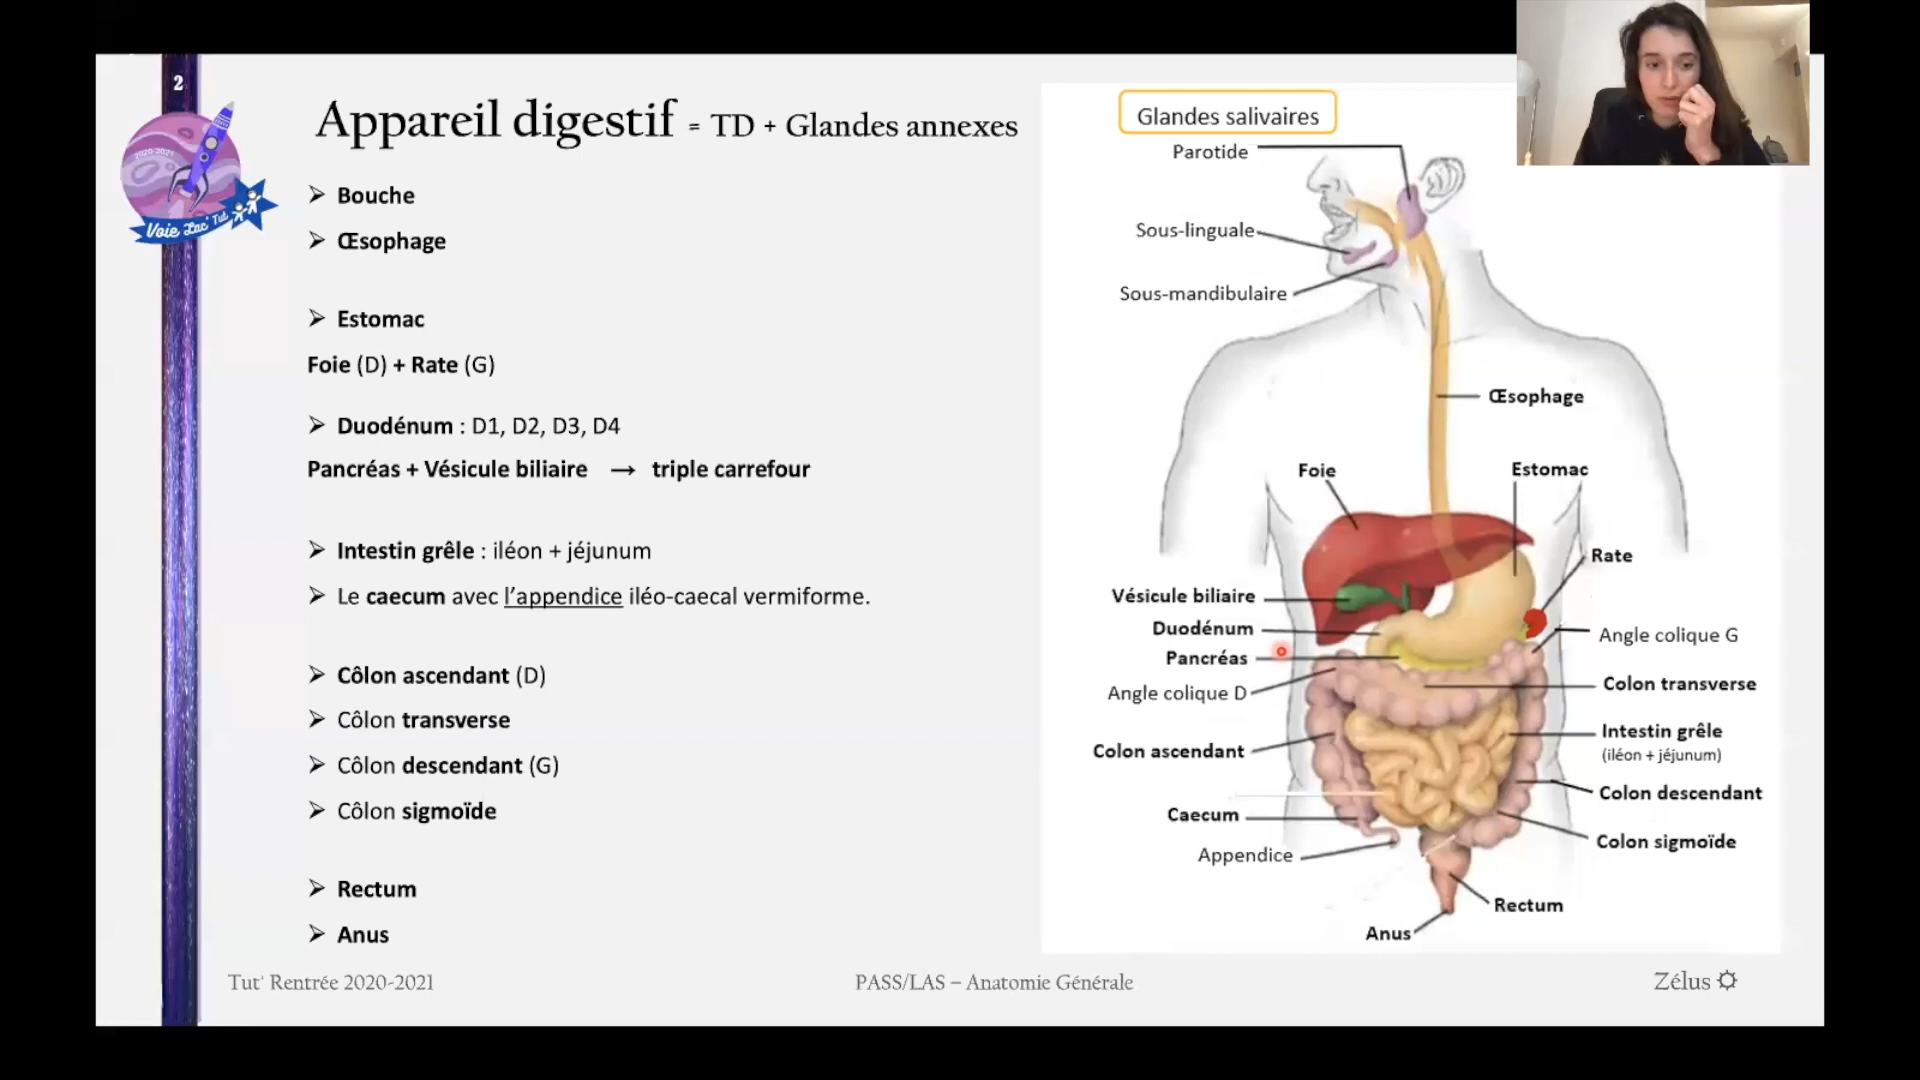 2
2020-2021
Voie Lac' Tut
Appareil digestif = TD + Glandes annexes
➢ Bouche
➢ Œsophage
➢ Estomac
Foie (D) + Rate (G)
➢ Duodénum : D1, D2, D3, D4
Pancréas + Vésicule biliaire → triple carrefour
➢ Intestin grêle : iléon + jéjunum
➢ Le caecum avec l'appendice iléo-caecal vermiforme.
➢ Côlon ascendant (D)
➢ Côlon transverse
➢ Côlon descendant (G)
➢ Côlon sigmoïde
➢ Rectum
➢ Anus
Glandes salivaires
Parotide
Sous-linguale
Sous-mandibulaire
Œsophage
Foie
Estomac
Rate
Vésicule biliaire
Duodénum
Angle colique G
Pancréas
Angle colique D
Colon transverse
Intestin grêle
(iléon + jéjunum)
Colon ascendant
Colon descendant
Caecum
Colon sigmoïde
Appendice
Rectum
Anus
Tut' Rentrée 2020-2021
PASS/LAS – Anatomie Générale
Zélus